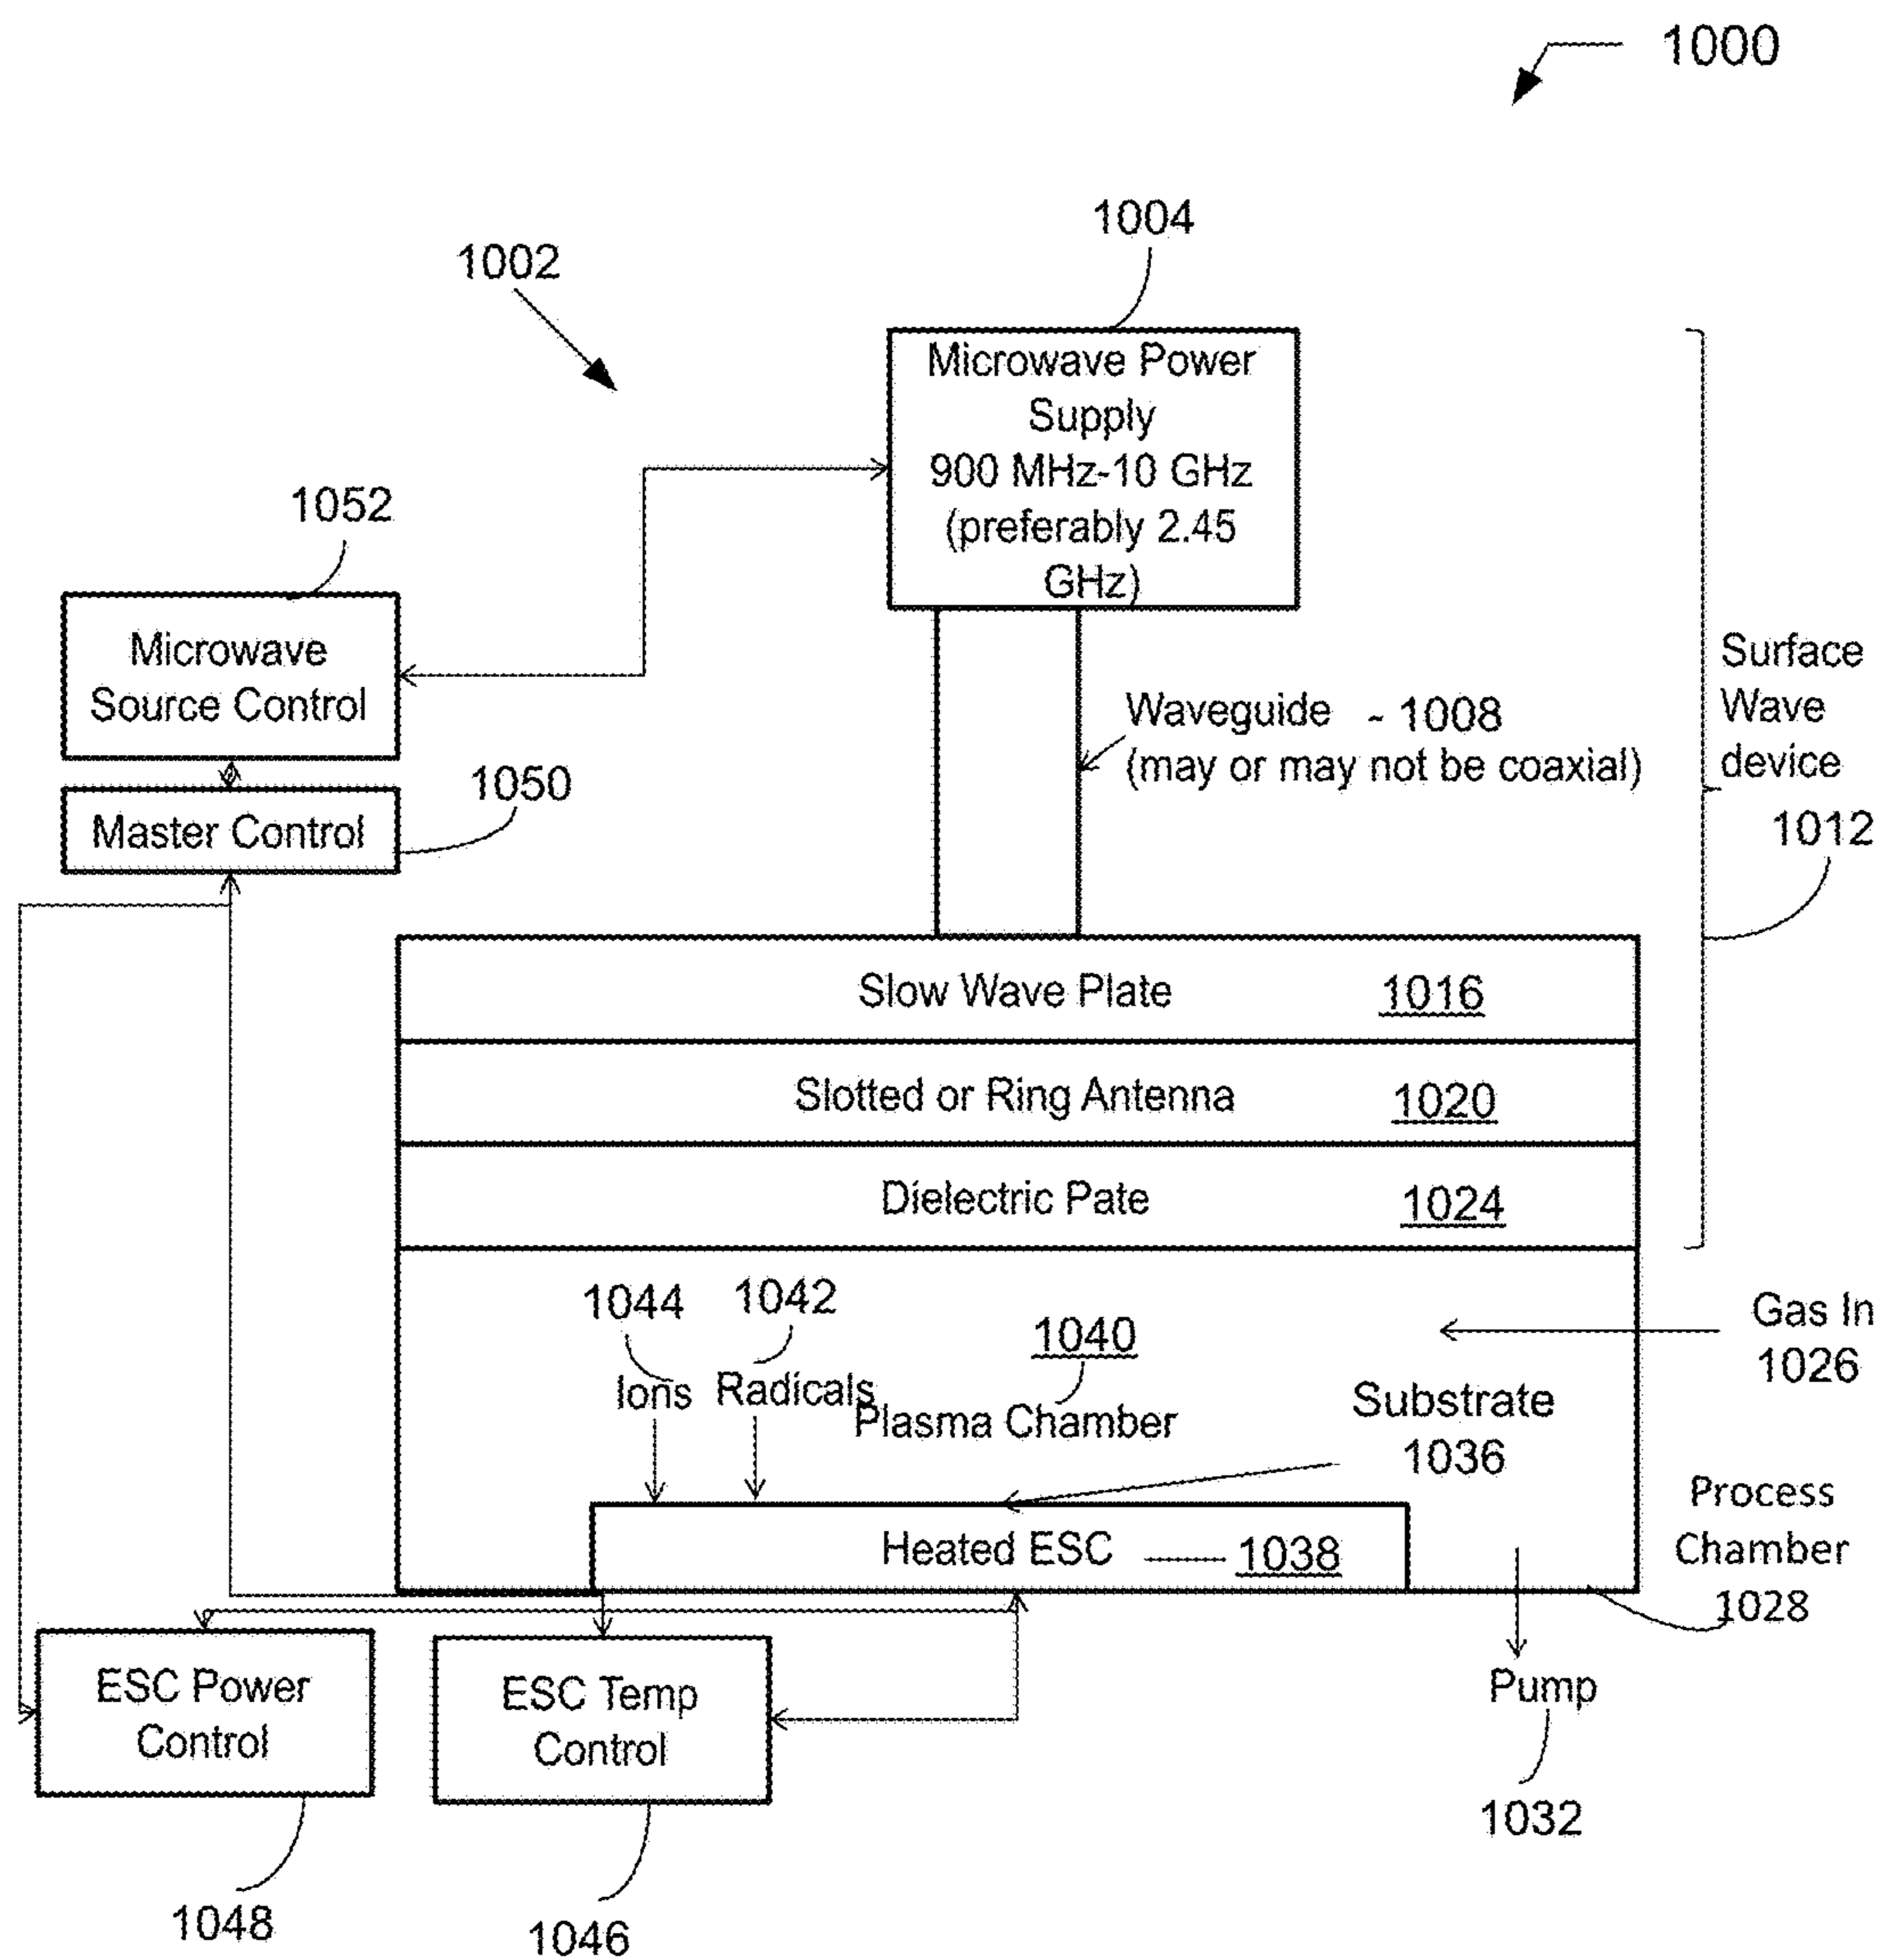 1000
1004
1002
Microwave Power
Supply
900 MHz-10 GHz
(preferably 2.45
GHz)
1052
Microwave
Source Control
Surface
Wave
device
Waveguide ~ 1008
(may or may not be coaxial)
1050
Master Control
1012
Slow Wave Plate 1016
Slotted or Ring Antenna 1020
Dielectric Pate 1024
1044
1042
1040
Gas In
1026
Ions
Radicals
Plasma Chamber
Substrate
1036
Process
Chamber
1028
Heated ESC 1038
ESC Power
Control
ESC Temp
Control
Pump
1032
1048
1046